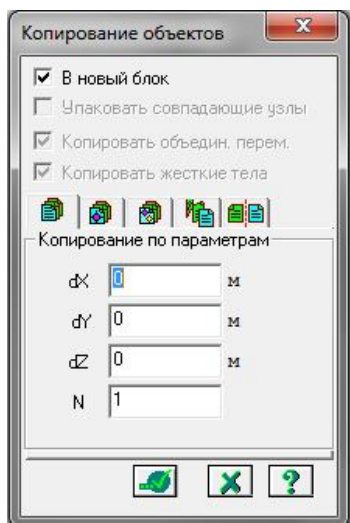 Копирование объектов
В новый блок
Упаковать совпадающие узлы
Копировать объедин. перем.
Копировать жесткие тела
Копирование по параметрам
dX 0 м
dY 0 м
dZ 0 м
N 1
?